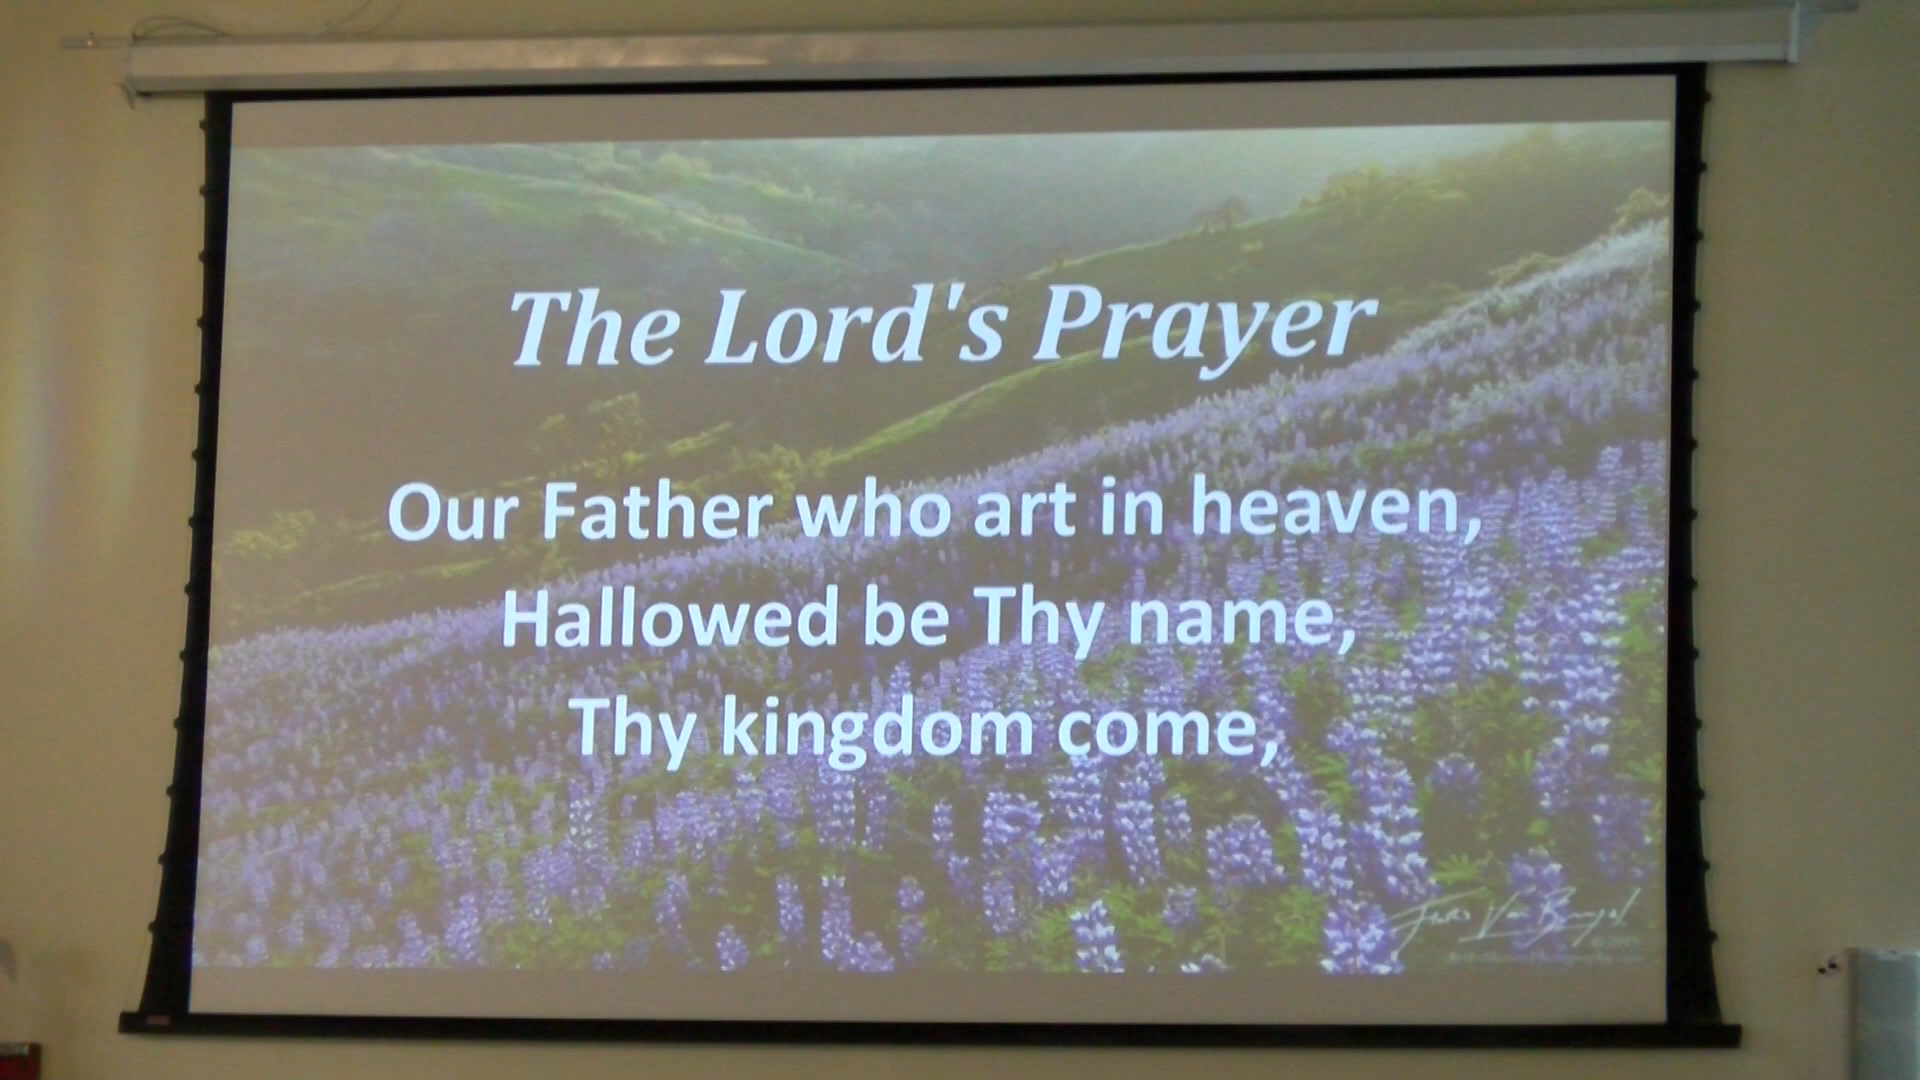 The Lord's Prayer
Our Father who art in heaven,
Hallowed be Thy name,
Thy kingdom come,